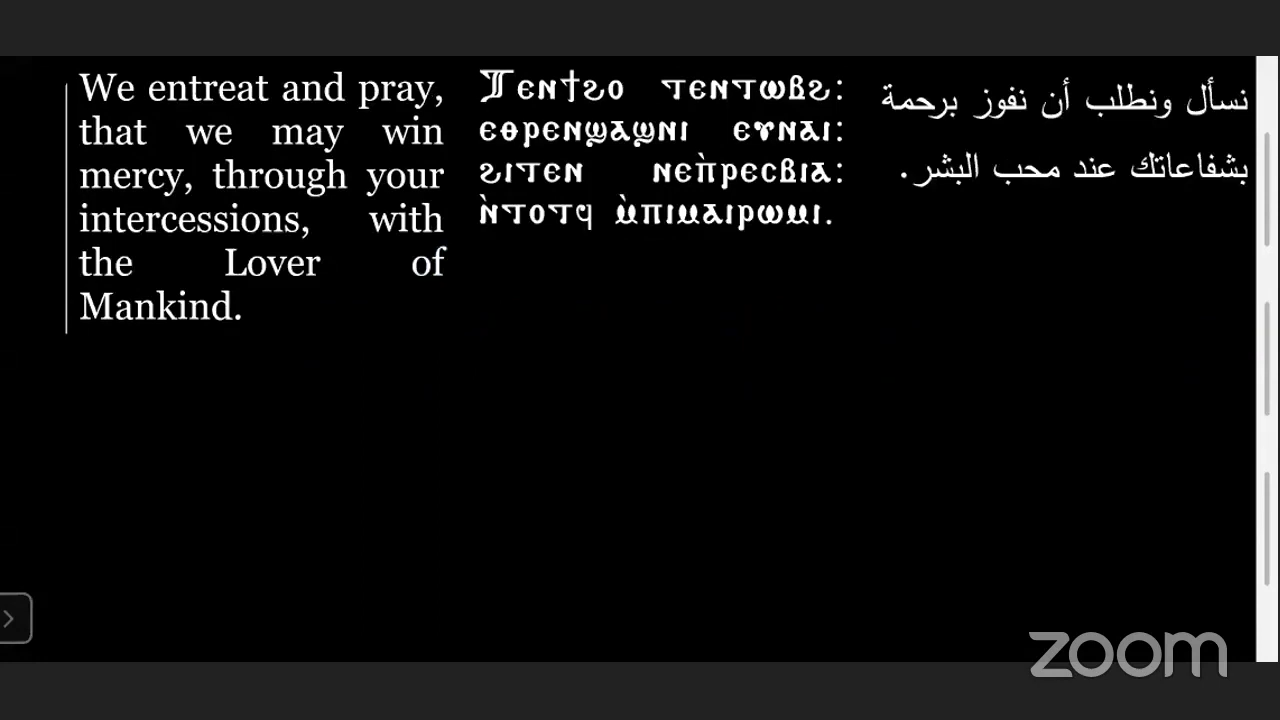 We entreat and pray,
that we may win
mercy, through your
intercessions, with
the Lover of
Mankind.
Ⲧⲉⲛϯϩⲟ ⲧⲉⲛⲧⲱⲃϩ:
ⲉⲑⲣⲉⲛϣⲁϣⲛⲓ ⲉⲩⲛⲁⲓ:
ϩⲓⲧⲉⲛ ⲛⲉⲡ̀ⲣⲉⲥⲃⲓⲁ:
ⲛ̀ⲧⲟⲧϥ ⲙ̀ⲡⲓⲙⲁⲓⲣⲱⲙⲓ.
نسأل ونطلب أن نفوز برحمة
بشفاعاتك عند محب البشر.
zoom